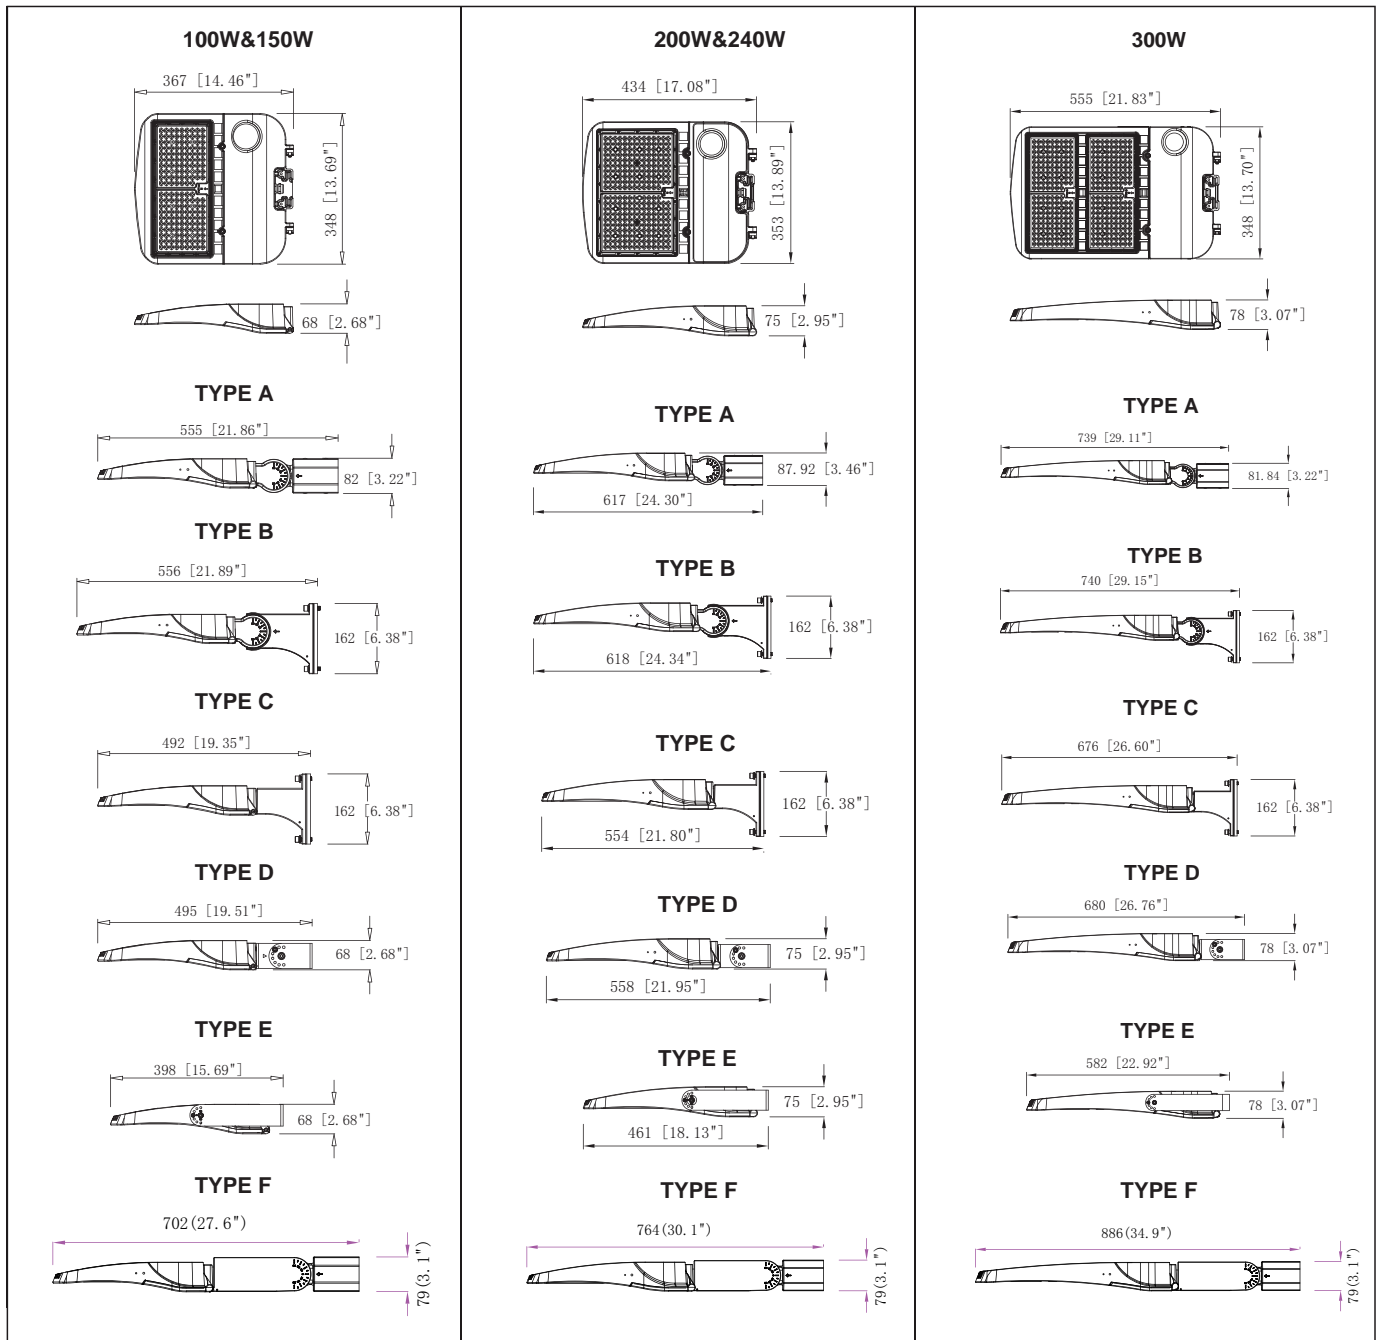 100W&150W
367 [14.46"]
348 [13.69"]
68 [2.68"]
TYPE A
555 [21.86"]
82 [3.22"]
TYPE B
556 [21.89"]
162 [6.38"]
TYPE C
492 [19.35"]
162 [6.38"]
TYPE D
495 [19.51"]
68 [2.68"]
TYPE E
398 [15.69"]
68 [2.68"]
TYPE F
702(27.6")
79(3.1")
200W&240W
434 [17.08"]
353 [13.89"]
75 [2.95"]
TYPE A
87.92 [3.46"]
617 [24.30"]
TYPE B
162 [6.38"]
618 [24.34"]
TYPE C
162 [6.38"]
554 [21.80"]
TYPE D
75 [2.95"]
558 [21.95"]
TYPE E
75 [2.95"]
461 [18.13"]
TYPE F
764(30.1")
79(3.1")
300W
555 [21.83"]
348 [13.70"]
78 [3.07"]
TYPE A
739 [29.11"]
81.84 [3.22"]
TYPE B
740 [29.15"]
162 [6.38"]
TYPE C
676 [26.60"]
162 [6.38"]
TYPE D
680 [26.76"]
78 [3.07"]
TYPE E
582 [22.92"]
78 [3.07"]
TYPE F
886(34.9")
79(3.1")